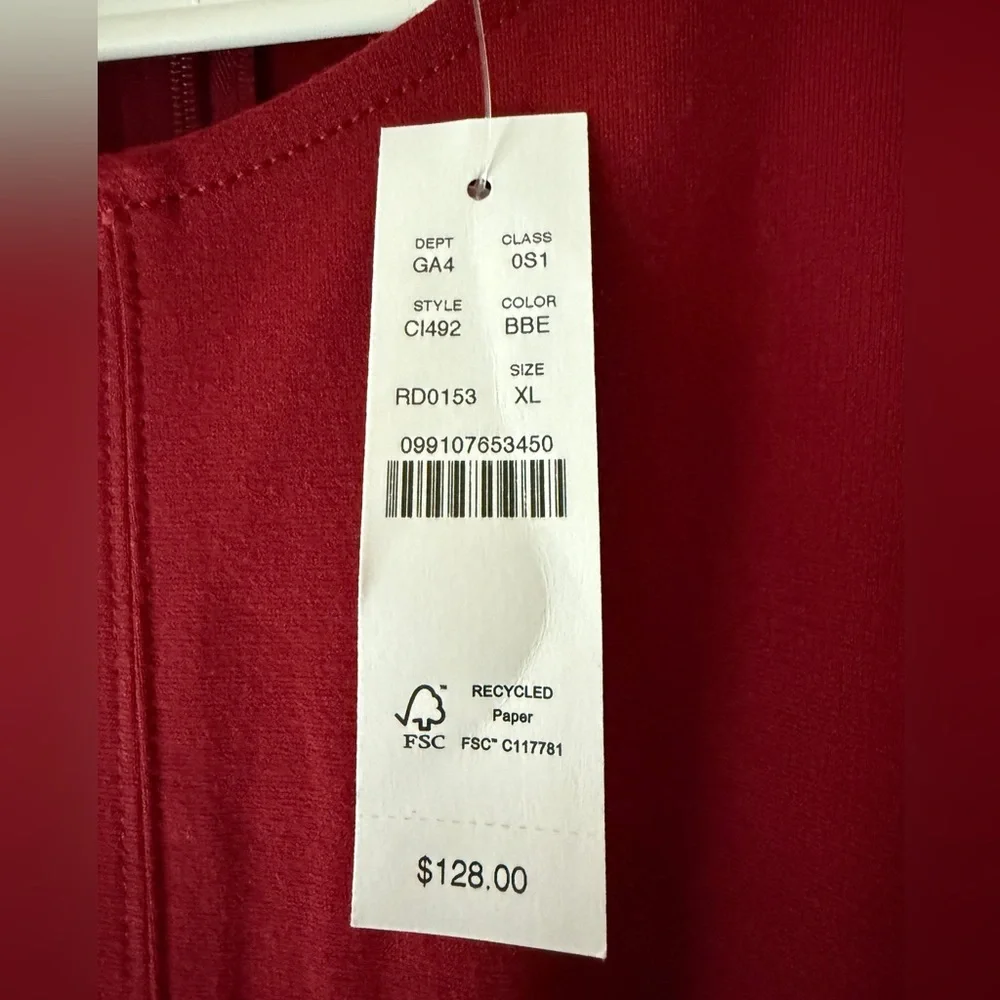 DEPT CLASS
GA4 0S1
STYLE COLOR
CI492 BBE
SIZE
RD0153 XL
099107653450
RECYCLED
Paper
FSC™ C117781
™
FSC
$128.00